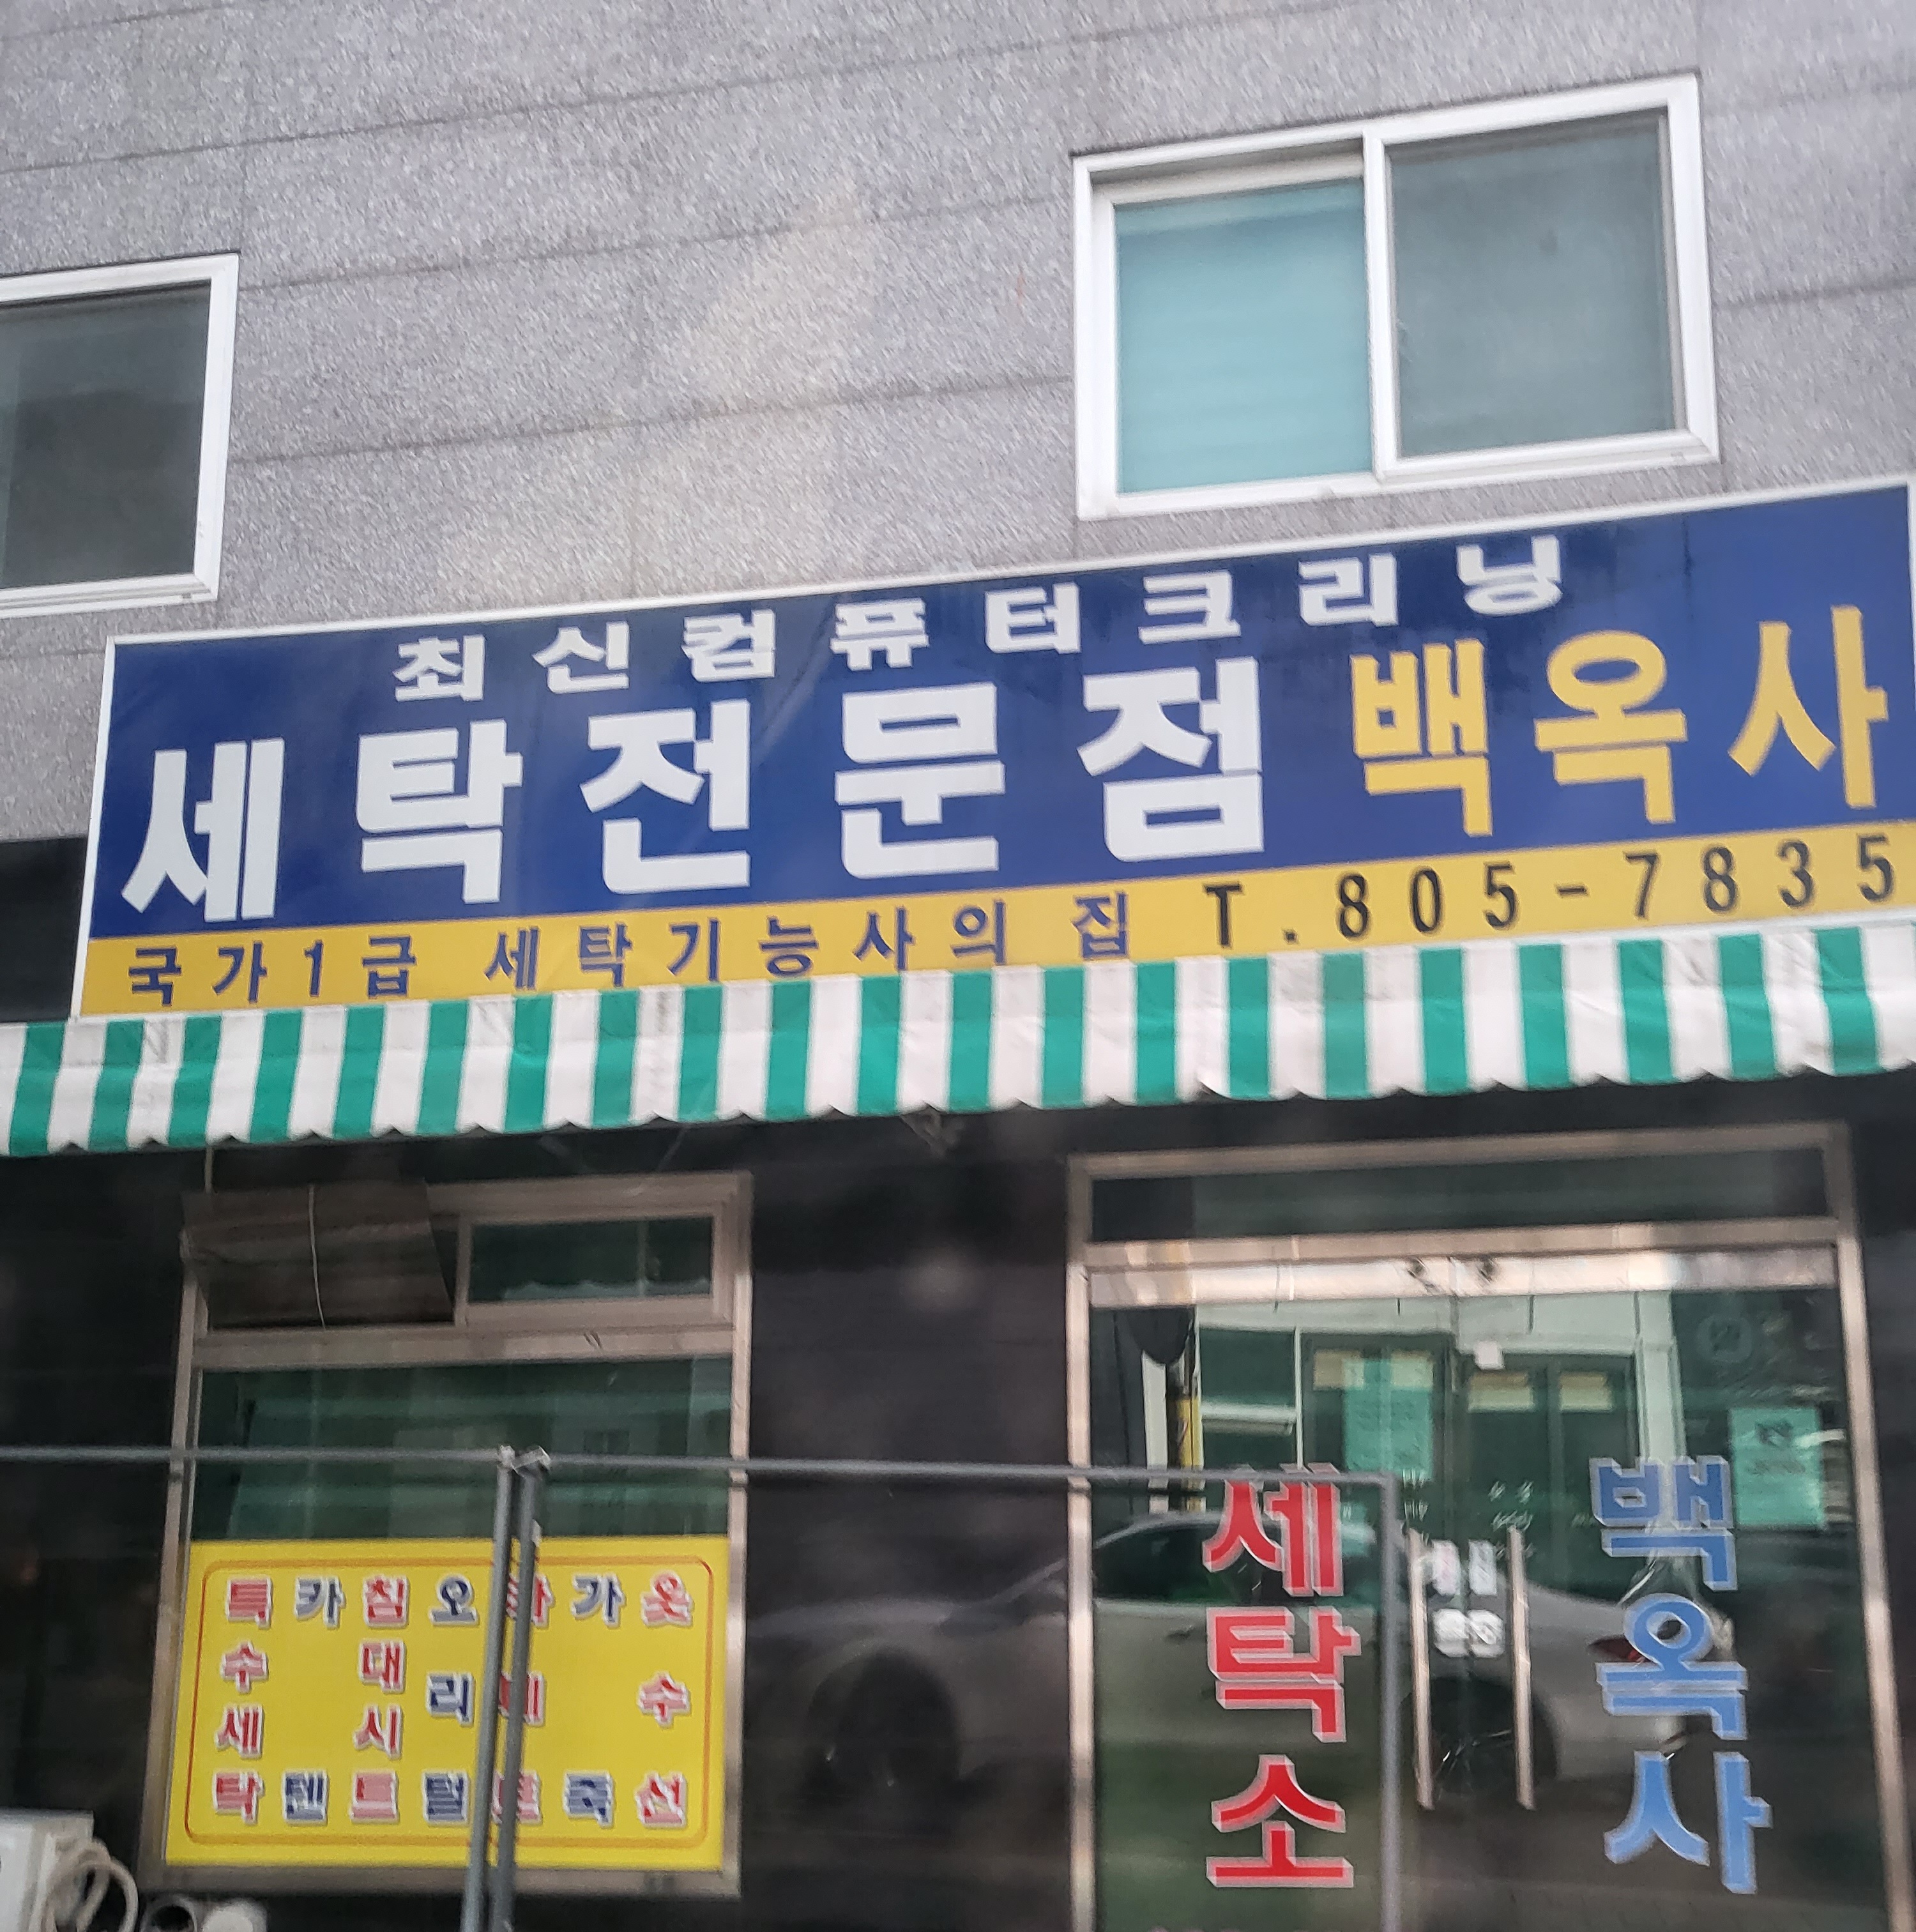 최신컴퓨터크리닝
세탁전문점 백옥사
국가1급 세탁기능사의 집 T.805-7835
특수세탁
카텐
침대시트
오리털
가죽
옷수선
세탁소
백옥사